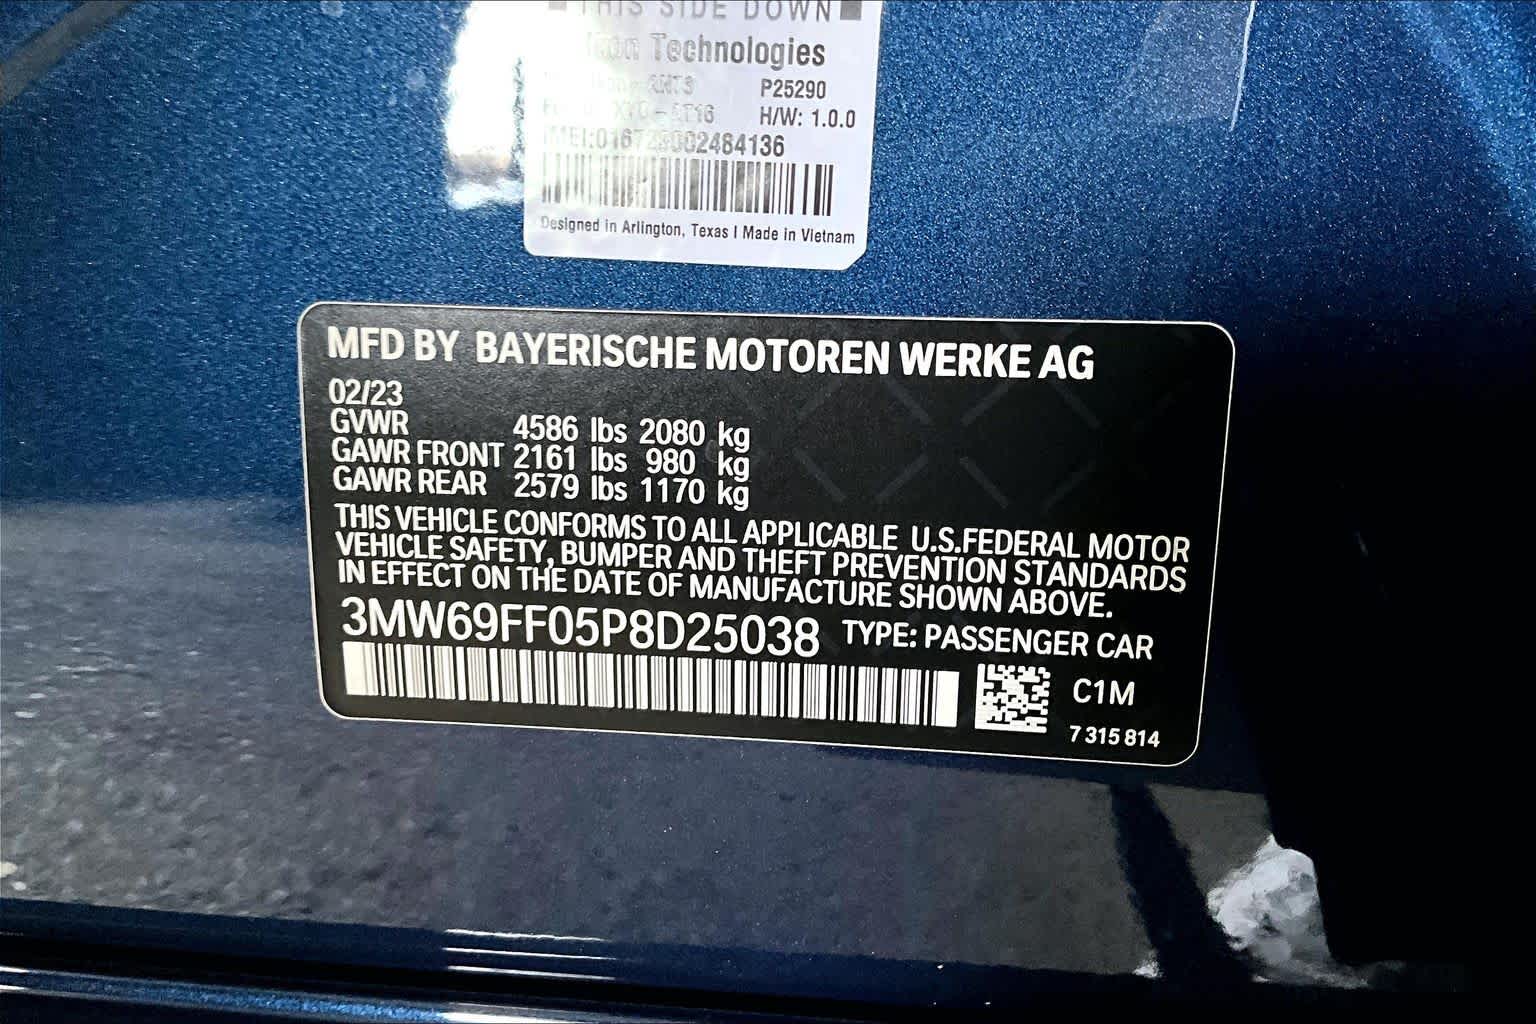 THIS SIDE DOWN
Technologies
P25290
H/W: 1.0.0
Designed in Arlington, Texas | Made in Vietnam
MFD BY BAYERISCHE MOTOREN WERKE AG
02/23
GVWR 4586 lbs 2080 kg
GAWR FRONT 2161 lbs 980 kg
GAWR REAR 2579 lbs 1170 kg
THIS VEHICLE CONFORMS TO ALL APPLICABLE U.S.FEDERAL MOTOR
VEHICLE SAFETY, BUMPER AND THEFT PREVENTION STANDARDS
IN EFFECT ON THE DATE OF MANUFACTURE SHOWN ABOVE.
3MW69FF05P8D25038 TYPE: PASSENGER CAR
C1M
7 315 814